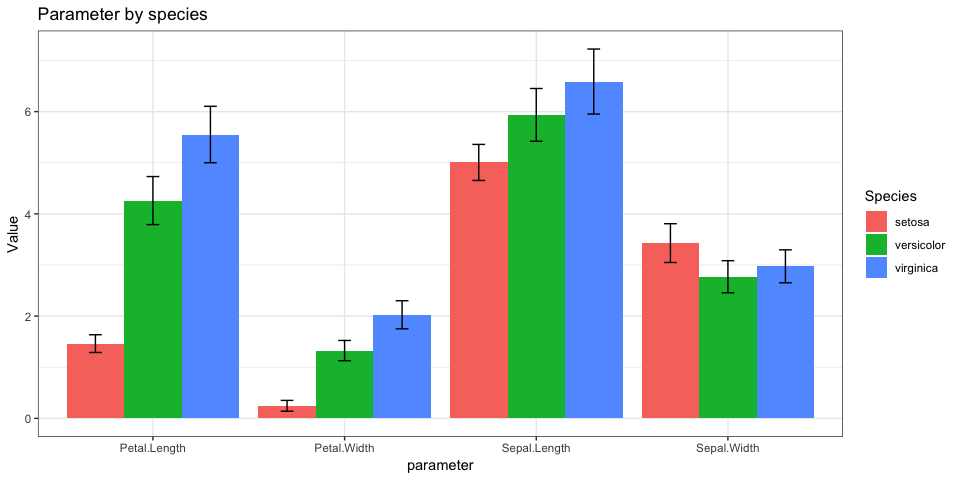 Parameter by species
Value
6
4
2
0
Petal.Length
Petal.Width
Sepal.Length
Sepal.Width
parameter
Species
setosa
versicolor
virginica